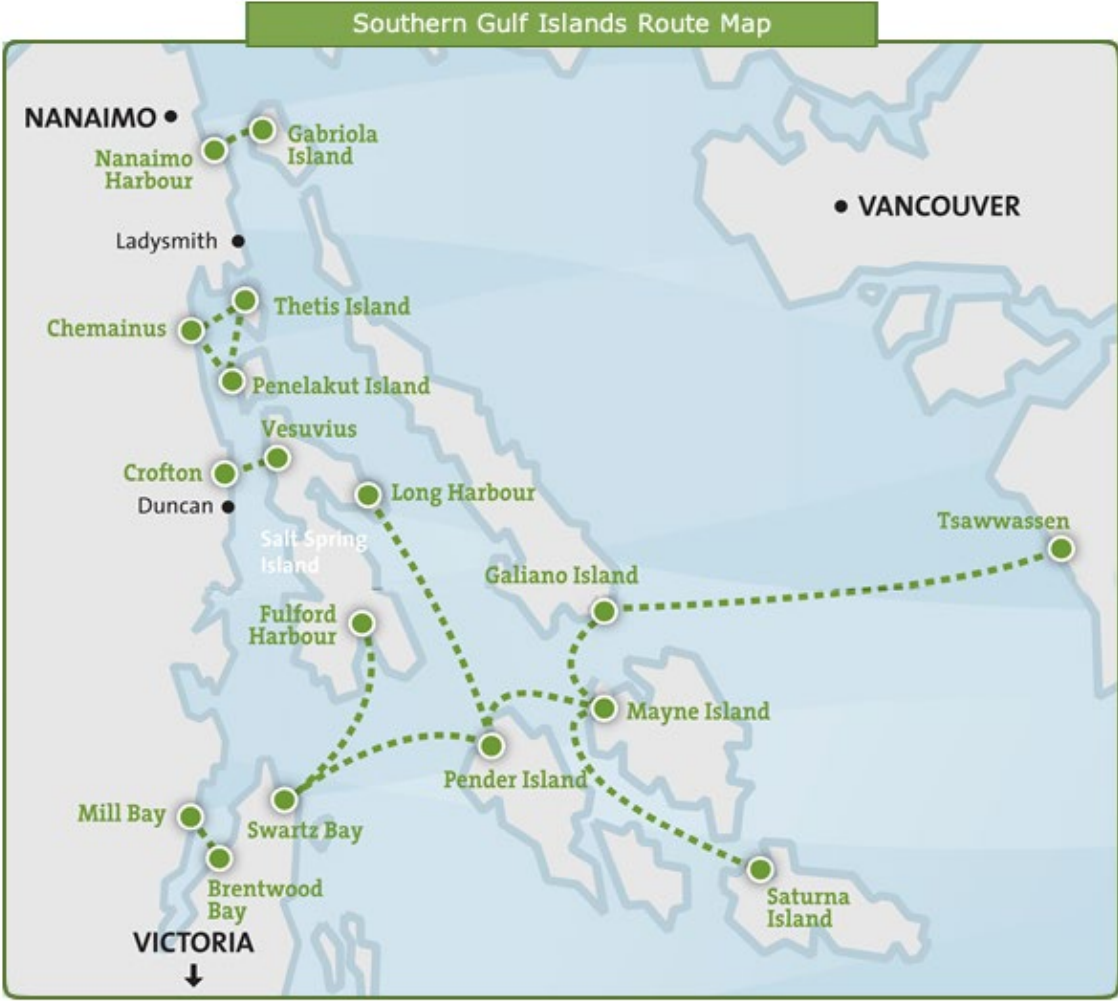 Southern Gulf Islands Route Map
NANAIMO
Gabriola
Island
Nanaimo
Harbour
VANCOUVER
Ladysmith
Thetis Island
Chemainus
Penelakut Island
Vesuvius
Crofton
Long Harbour
Duncan
Tsawwassen
Salt Spring
Island
Galiano Island
Fulford
Harbour
Mayne Island
Pender Island
Mill Bay
Swartz Bay
Brentwood
Bay
Saturna
Island
VICTORIA